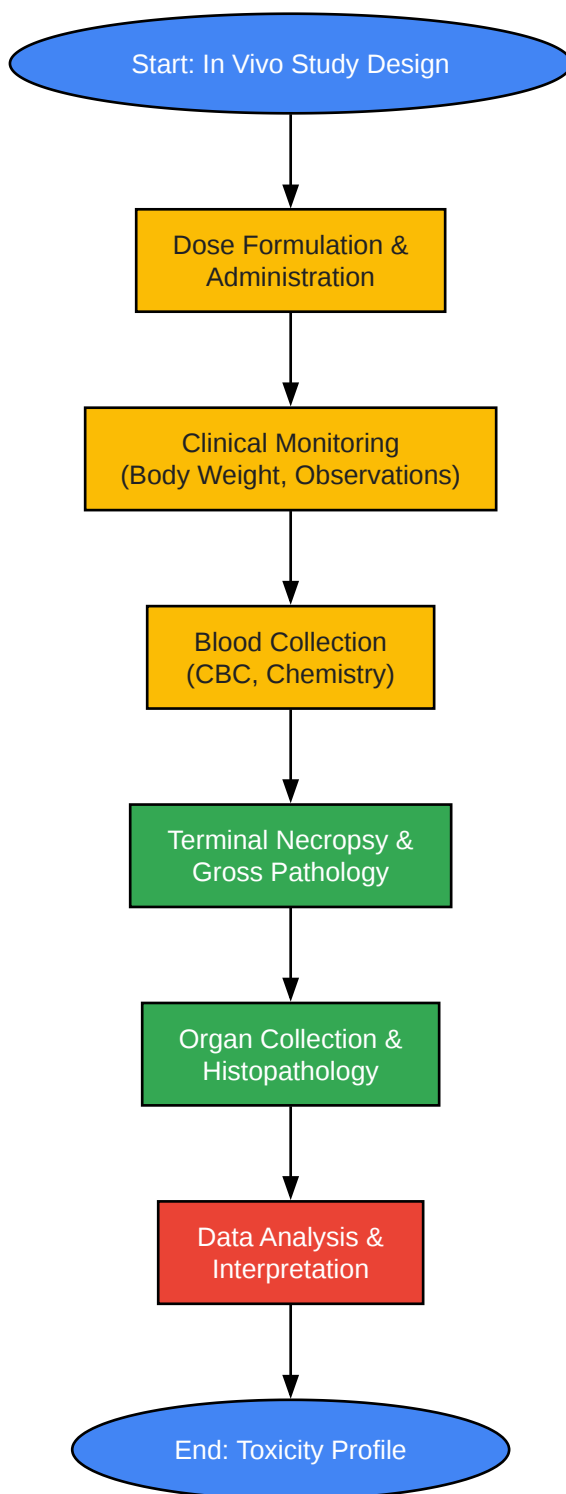 Start: In Vivo Study Design
Dose Formulation &
Administration
Clinical Monitoring
(Body Weight, Observations)
Blood Collection
(CBC, Chemistry)
Terminal Necropsy &
Gross Pathology
Organ Collection &
Histopathology
Data Analysis &
Interpretation
End: Toxicity Profile